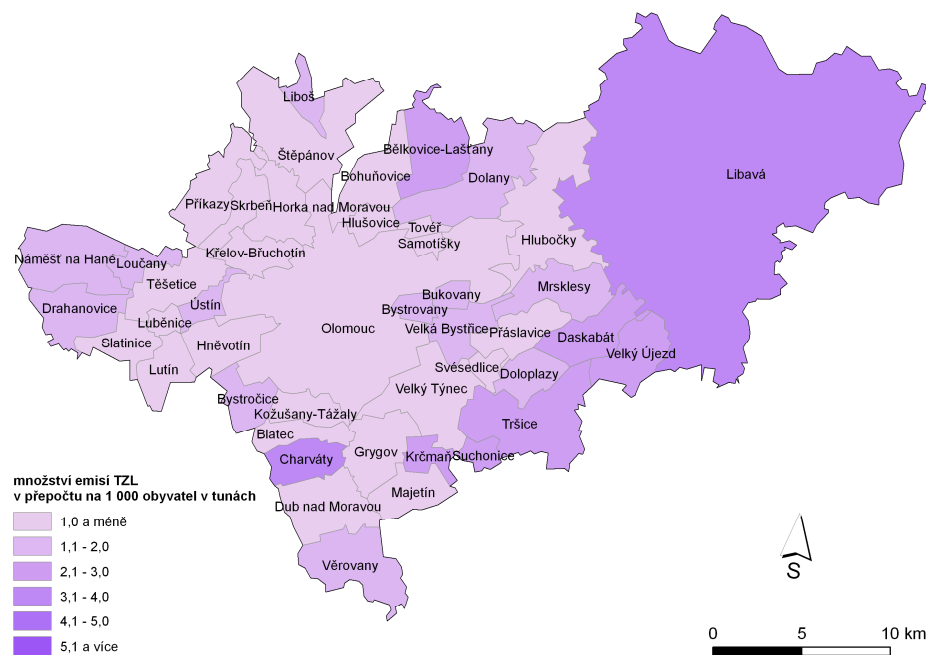 Liboš
Štěpánov
Bělkovice-Lašťany
Bohuňovice
Dolany
Libavá
Příkazy
Skrbeň
Horka nad Moravou
Hlušovice
Tovéř
Samotíšky
Hlubočky
Náměšť na Hané
Loučany
Křelov-Břuchotín
Těšetice
Drahanovice
Ústín
Luběnice
Slatinice
Hněvotín
Lutín
Olomouc
Bukovany
Bystrovany
Mrsklesy
Velká Bystřice
Přáslavice
Daskabát
Velký Újezd
Svésedlice
Doloplazy
Velký Týnec
Bystročice
Kožušany-Tážaly
Blatec
Tršice
Charváty
Grygov
Krčmaň
Suchonice
Majetín
Dub nad Moravou
Věrovany
množství emisí TZL
v přepočtu na 1 000 obyvatel v tunách
1,0 a méně
1,1 - 2,0
2,1 - 3,0
3,1 - 4,0
4,1 - 5,0
5,1 a více
S
0 5 10 km